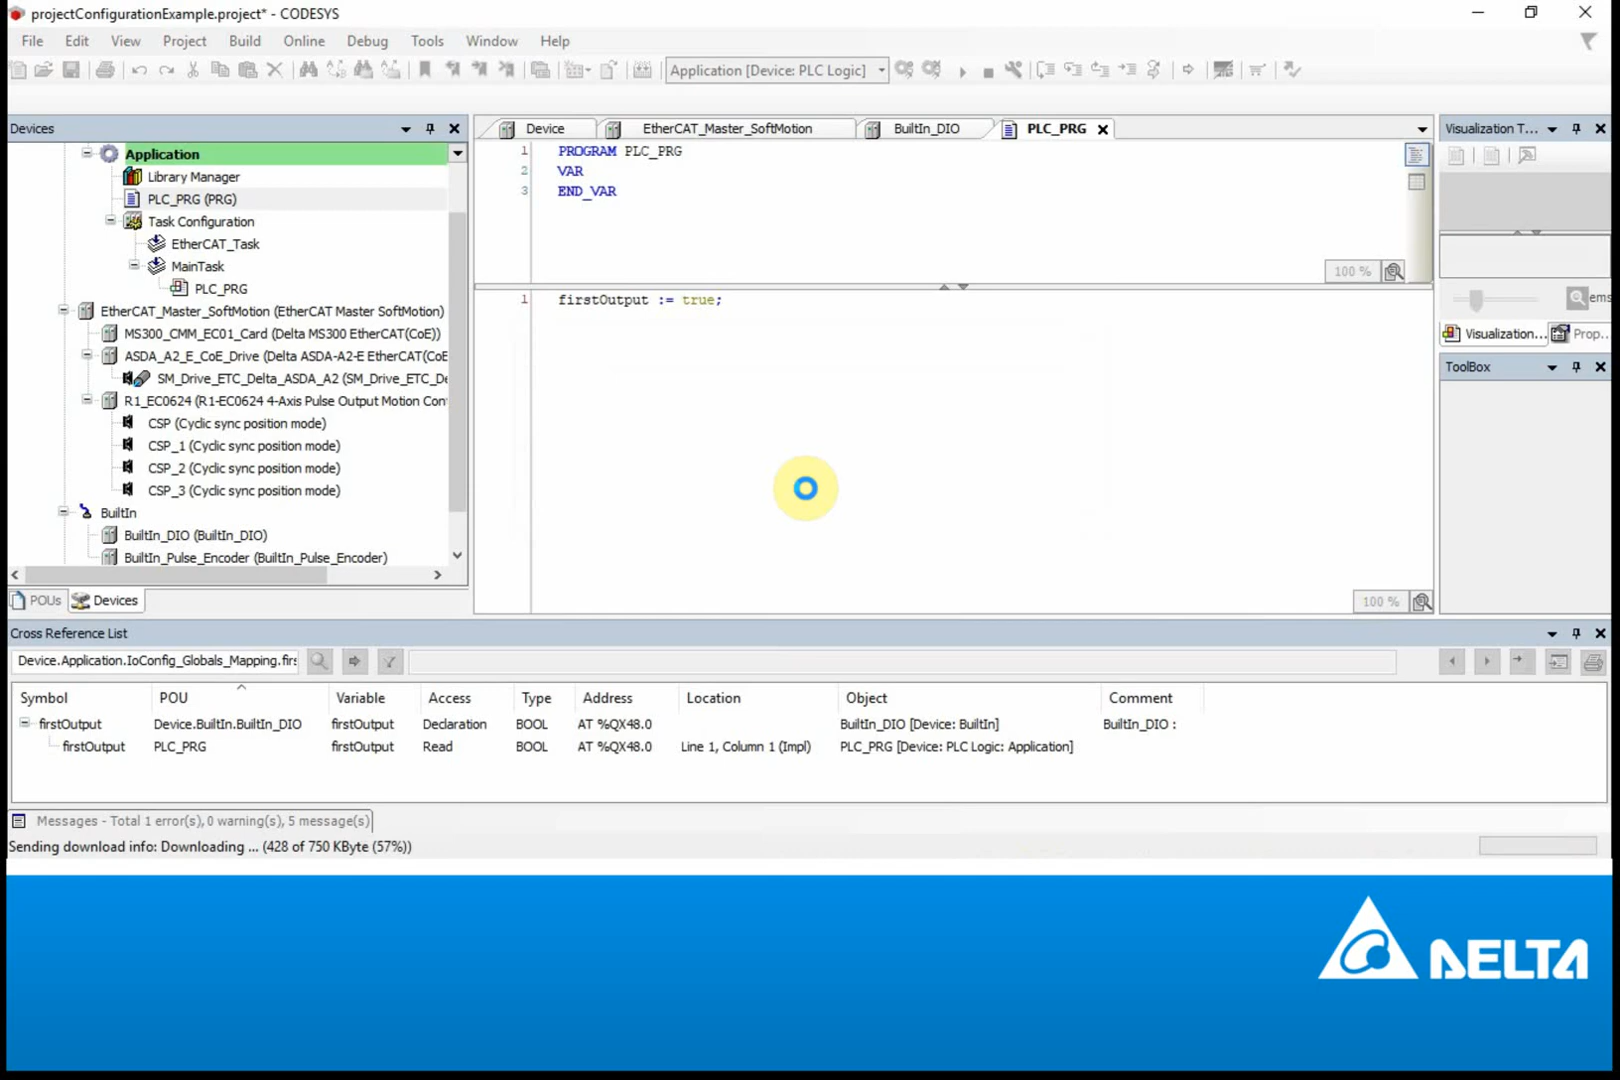 projectConfigurationExample.project* - CODESYS
File Edit View Project Build Online Debug Tools Window Help
Application [Device: PLC Logic]
Devices
Application
Library Manager
PLC_PRG (PRG)
Task Configuration
EtherCAT_Task
MainTask
PLC_PRG
EtherCAT_Master_SoftMotion (EtherCAT Master SoftMotion)
MS300_CMM_EC01_Card (Delta MS300 EtherCAT(CoE))
ASDA_A2_E_CoE_Drive (Delta ASDA-A2-E EtherCAT(CoE
SM_Drive_ETC_Delta_ASDA_A2 (SM_Drive_ETC_De
R1_EC0624 (R1-EC0624 4-Axis Pulse Output Motion Con
CSP (Cyclic sync position mode)
CSP_1 (Cyclic sync position mode)
CSP_2 (Cyclic sync position mode)
CSP_3 (Cyclic sync position mode)
BuiltIn
BuiltIn_DIO (BuiltIn_DIO)
BuiltIn_Pulse_Encoder (BuiltIn_Pulse_Encoder)
POUs Devices
Device EtherCAT_Master_SoftMotion BuiltIn_DIO PLC_PRG
1 PROGRAM PLC_PRG
2 VAR
3 END_VAR
100 %
1 firstOutput := true;
100 %
Visualization T...
ems
Visualization... Prop...
ToolBox
Cross Reference List
Device.Application.IoConfig_Globals_Mapping.firs
Symbol POU Variable Access Type Address Location Object Comment
firstOutput Device.BuiltIn.BuiltIn_DIO firstOutput Declaration BOOL AT %QX48.0 BuiltIn_DIO [Device: BuiltIn] BuiltIn_DIO :
firstOutput PLC_PRG firstOutput Read BOOL AT %QX48.0 Line 1, Column 1 (Impl) PLC_PRG [Device: PLC Logic: Application]
Messages - Total 1 error(s), 0 warning(s), 5 message(s)
Sending download info: Downloading ... (428 of 750 KByte (57%))
DELTA